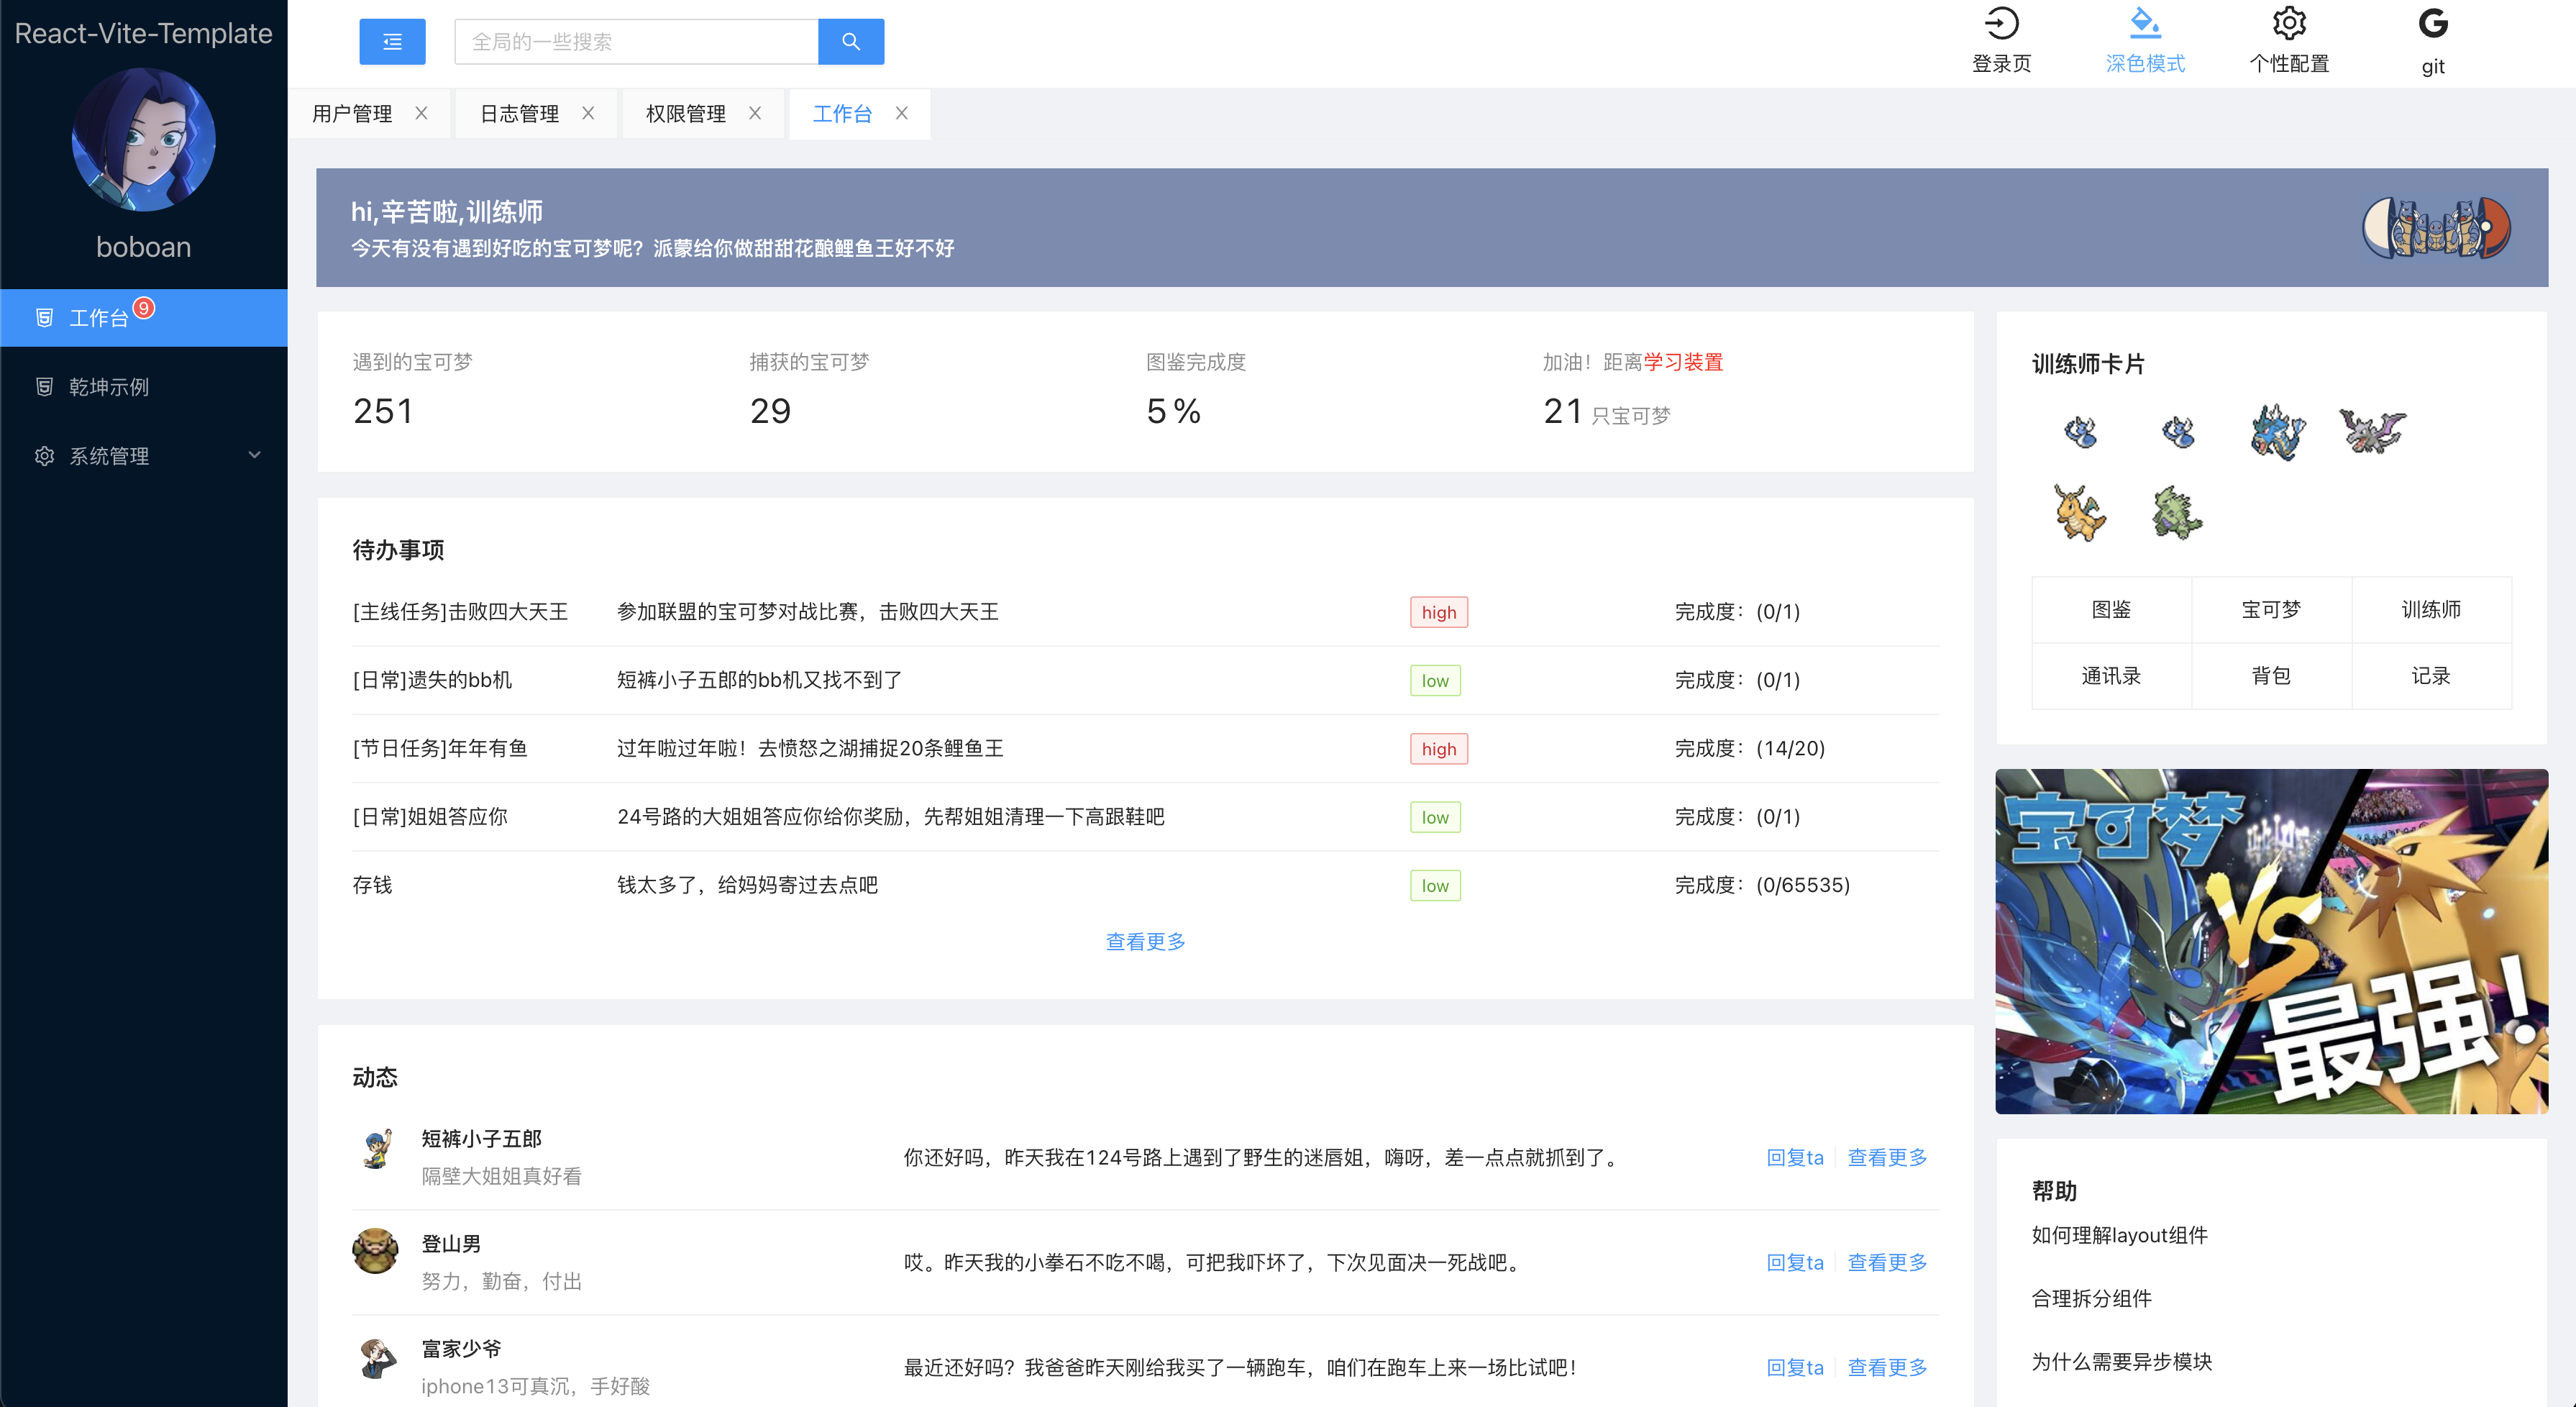 React-Vite-Template
boboan
工作台 9
乾坤示例
系统管理
全局的一些搜索
登录页
深色模式
个性配置
git
用户管理
日志管理
权限管理
工作台
hi,辛苦啦,训练师
今天有没有遇到好吃的宝可梦呢？派蒙给你做甜甜花酿鲤鱼王好不好
遇到的宝可梦
251
捕获的宝可梦
29
图鉴完成度
5%
加油！距离学习装置
21 只宝可梦
待办事项
[主线任务]击败四大天王 参加联盟的宝可梦对战比赛，击败四大天王 high 完成度：(0/1)
[日常]遗失的bb机 短裤小子五郎的bb机又找不到了 low 完成度：(0/1)
[节日任务]年年有鱼 过年啦过年啦！去愤怒之湖捕捉20条鲤鱼王 high 完成度：(14/20)
[日常]姐姐答应你 24号路的大姐姐答应你给你奖励，先帮姐姐清理一下高跟鞋吧 low 完成度：(0/1)
存钱 钱太多了，给妈妈寄过去点吧 low 完成度：(0/65535)
查看更多
动态
短裤小子五郎
隔壁大姐姐真好看
你还好吗，昨天我在124号路上遇到了野生的迷唇姐，嗨呀，差一点点就抓到了。
回复ta 查看更多
登山男
努力，勤奋，付出
哎。昨天我的小拳石不吃不喝，可把我吓坏了，下次见面决一死战吧。
回复ta 查看更多
富家少爷
iphone13可真沉，手好酸
最近还好吗？我爸爸昨天刚给我买了一辆跑车，咱们在跑车上来一场比试吧！
回复ta 查看更多
训练师卡片
图鉴 宝可梦 训练师
通讯录 背包 记录
宝可梦
VS
最强!
帮助
如何理解layout组件
合理拆分组件
为什么需要异步模块